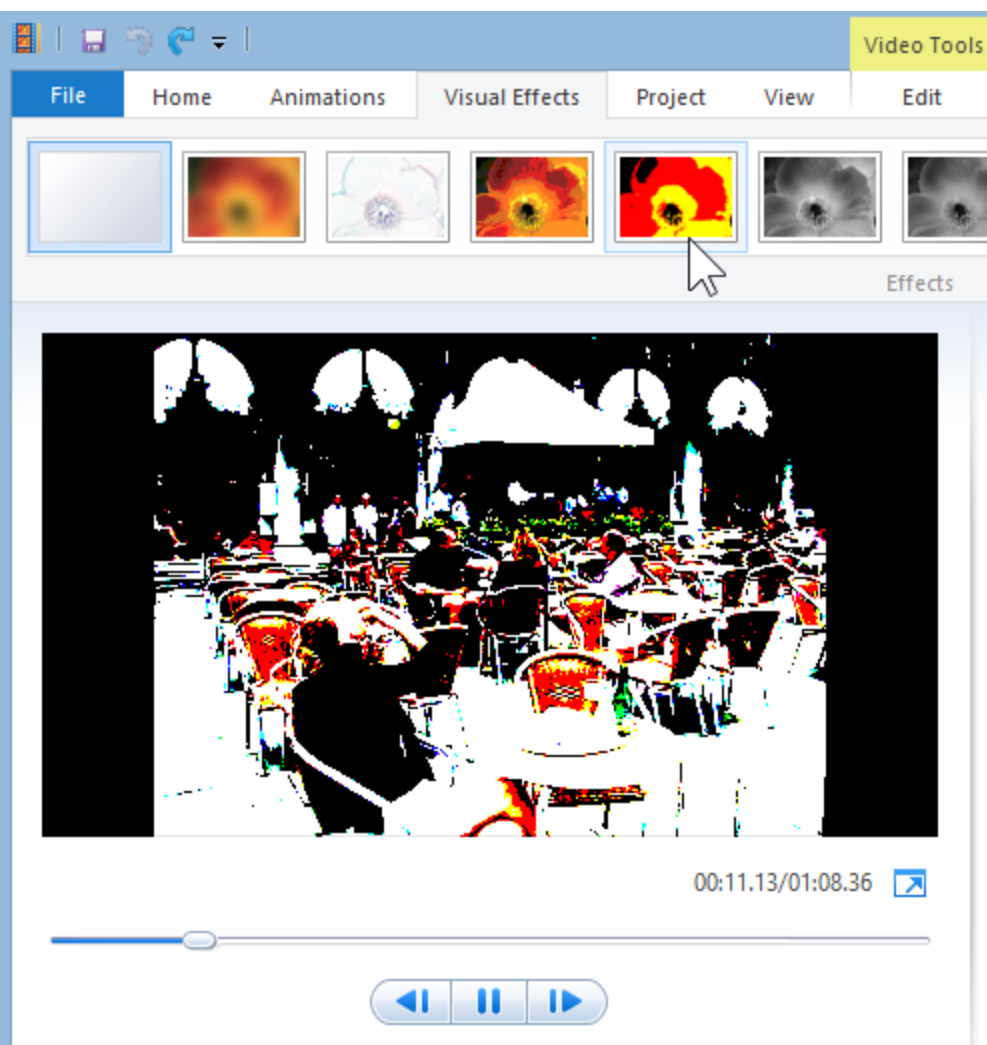 Video Tools
File Home Animations Visual Effects Project View Edit
Effects
00:11.13/01:08.36